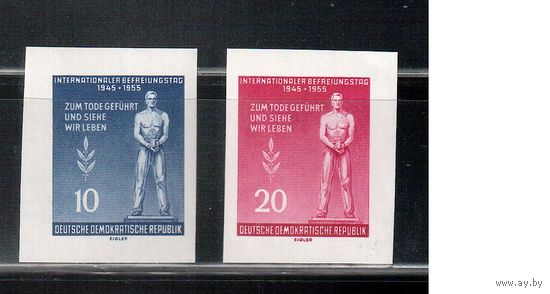 INTERNATIONALER BEFREIUNGSTAG
1945 • 1955
ZUM TODE GEFÜHRT
UND SIEHE
WIR LEBEN
10
DEUTSCHE DEMOKRATISCHE REPUBLIK
EIGLER
INTERNATIONALER BEFREIUNGSTAG
1945 • 1955
ZUM TODE GEFÜHRT
UND SIEHE
WIR LEBEN
20
DEUTSCHE DEMOKRATISCHE REPUBLIK
EIGLER
www.ay.by